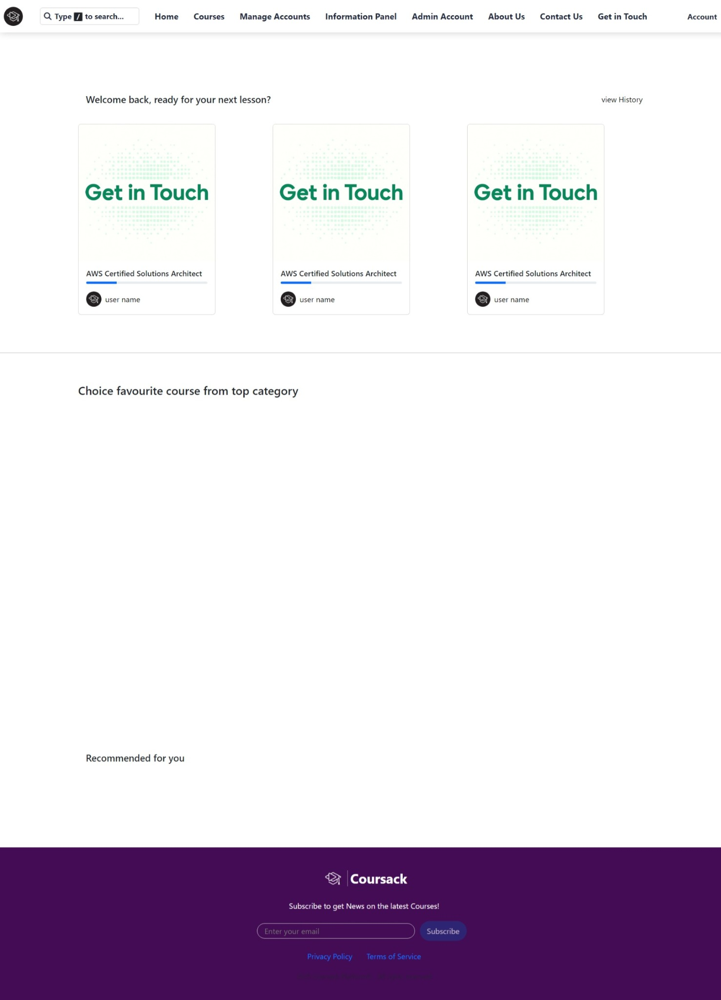 Type / to search...
Home
Courses
Manage Accounts
Information Panel
Admin Account
About Us
Contact Us
Get in Touch
Account
Welcome back, ready for your next lesson?
view History
Get in Touch
AWS Certified Solutions Architect
user name
Get in Touch
AWS Certified Solutions Architect
user name
Get in Touch
AWS Certified Solutions Architect
user name
Choice favourite course from top category
Recommended for you
Coursack
Subscribe to get News on the latest Courses!
Enter your email
Subscribe
Privacy Policy
Terms of Service